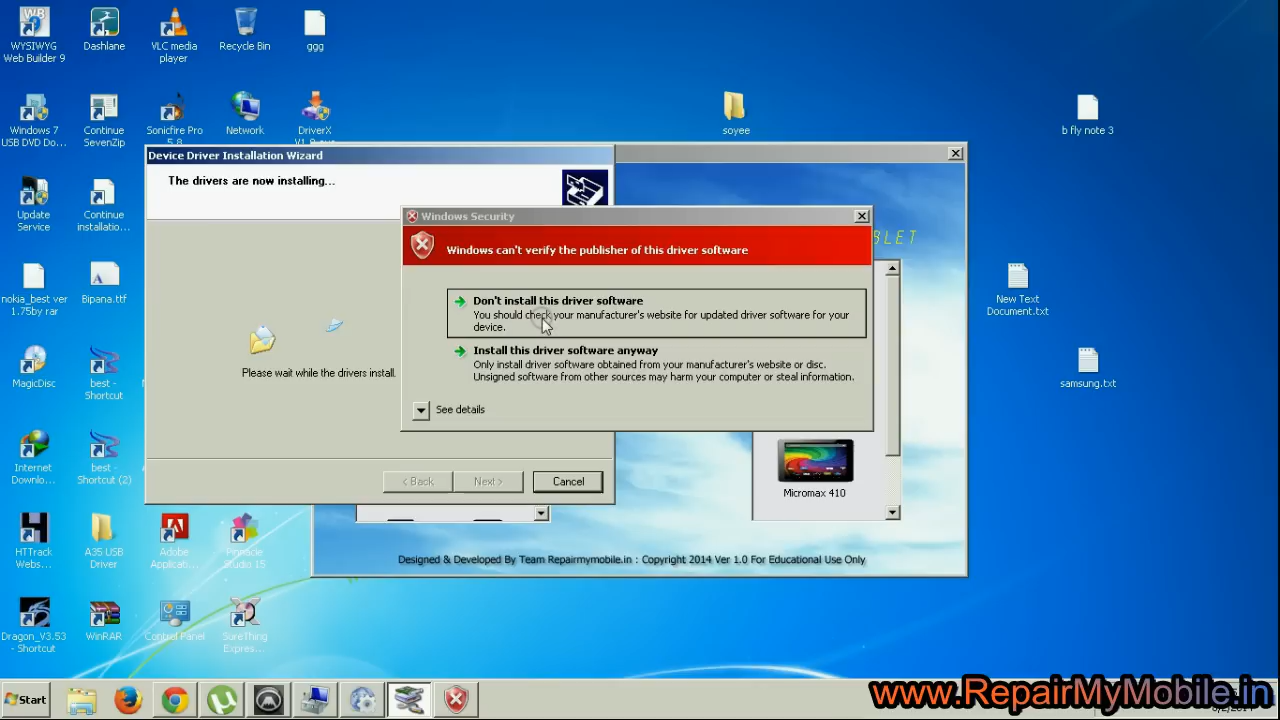 WYSIWYG
Web Builder 9
Dashlane
VLC media
player
Recycle Bin
ggg
Windows 7
USB DVD Do...
Continue
SevenZip
Sonicfire Pro
5.8
Network
DriverX
soyee
b fly note 3
Update
Service
Continue
installatio...
nokia_best ver
1.75by rar
Bipana.ttf
New Text
Document.txt
MagicDisc
best -
Shortcut
samsung.txt
Internet
Downlo...
best -
Shortcut (2)
HTTrack
Webs...
A35 USB
Driver
Adobe
Applicat...
Pinnacle
Studio 15
Dragon_V3.53
- Shortcut
WinRAR
Control Panel
SureThing
Expres...
Device Driver Installation Wizard
The drivers are now installing...
Please wait while the drivers install.
< Back
Next >
Cancel
Windows Security
Windows can't verify the publisher of this driver software
Don't install this driver software
You should check your manufacturer's website for updated driver software for your
device.
Install this driver software anyway
Only install driver software obtained from your manufacturer's website or disc.
Unsigned software from other sources may harm your computer or steal information.
See details
BLET
Micromax 410
Designed & Developed By Team Repairmymobile.in : Copyright 2014 Ver 1.0 For Educational Use Only
Start
www.RepairMyMobile.in